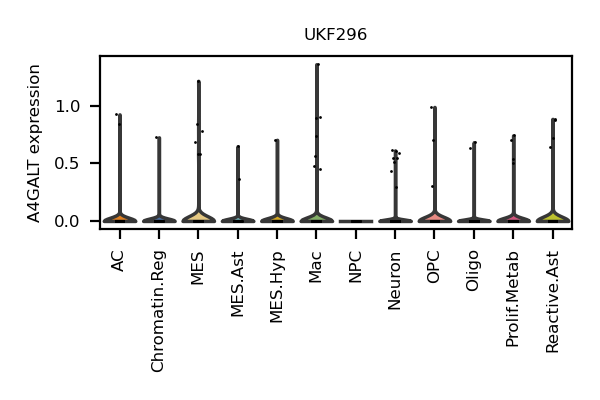 UKF296
A4GALT expression
1.0
0.5
0.0
AC
Chromatin.Reg
MES
MES.Ast
MES.Hyp
Mac
NPC
Neuron
OPC
Oligo
Prolif.Metab
Reactive.Ast